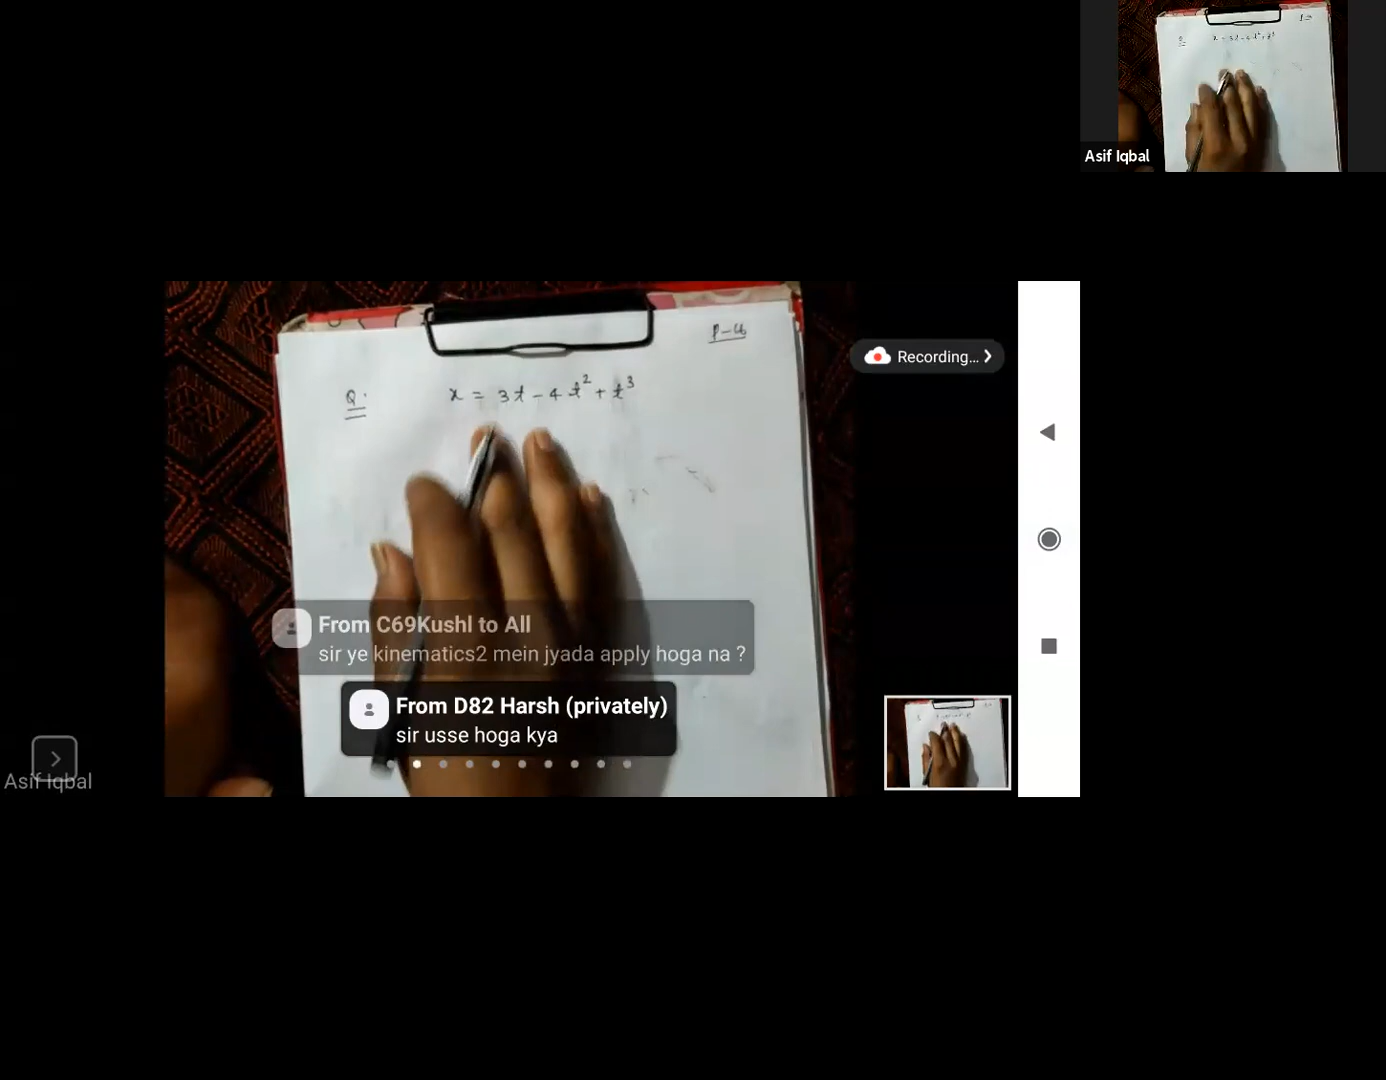 Asif Iqbal
P-46
Recording...
Q. x = 3t - 4t² + t³
From C69Kushl to All
sir ye kinematics2 mein jyada apply hoga na ?
From D82 Harsh (privately)
sir usse hoga kya
Asif Iqbal